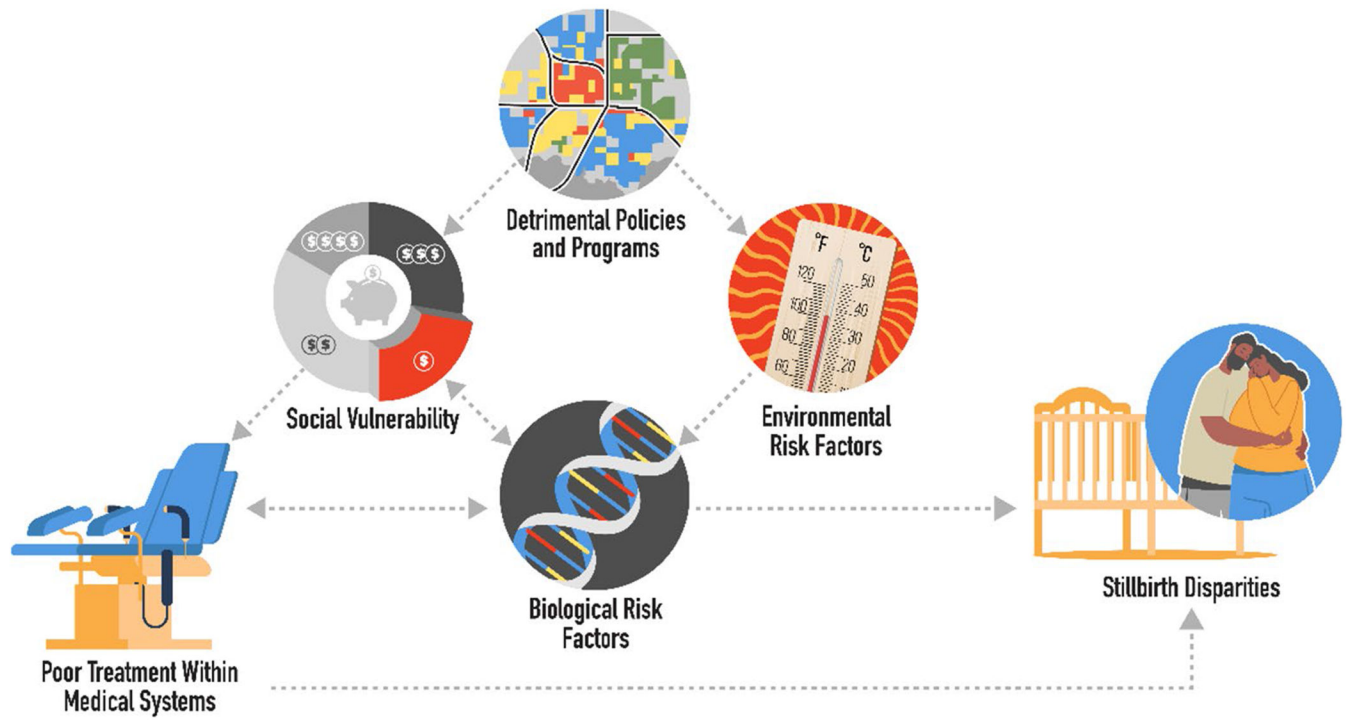 Detrimental Policies
and Programs
$ $ $ $
$ $ $
$
$ $
$
Social Vulnerability
°F °C
120 50
100 40
80 30
60 20
Environmental
Risk Factors
Biological Risk
Factors
Poor Treatment Within
Medical Systems
Stillbirth Disparities